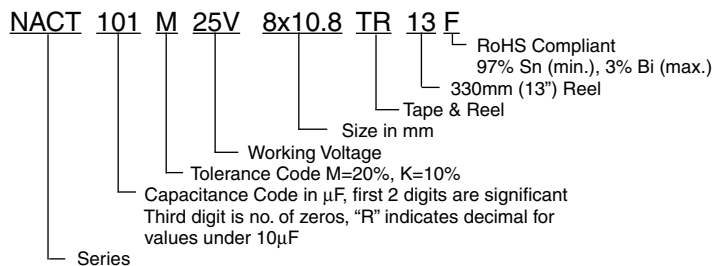 NACT 101 M 25V 8x10.8 TR 13 F
RoHS Compliant
97% Sn (min.), 3% Bi (max.)
330mm (13”) Reel
Tape & Reel
Size in mm
Working Voltage
Tolerance Code M=20%, K=10%
Capacitance Code in μF, first 2 digits are significant
Third digit is no. of zeros, “R” indicates decimal for
values under 10μF
Series